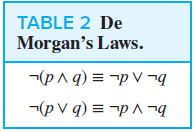 TABLE 2 De
Morgan's Laws.
¬(p ∧ q) ≡ ¬p ∨ ¬q
¬(p ∨ q) ≡ ¬p ∧ ¬q